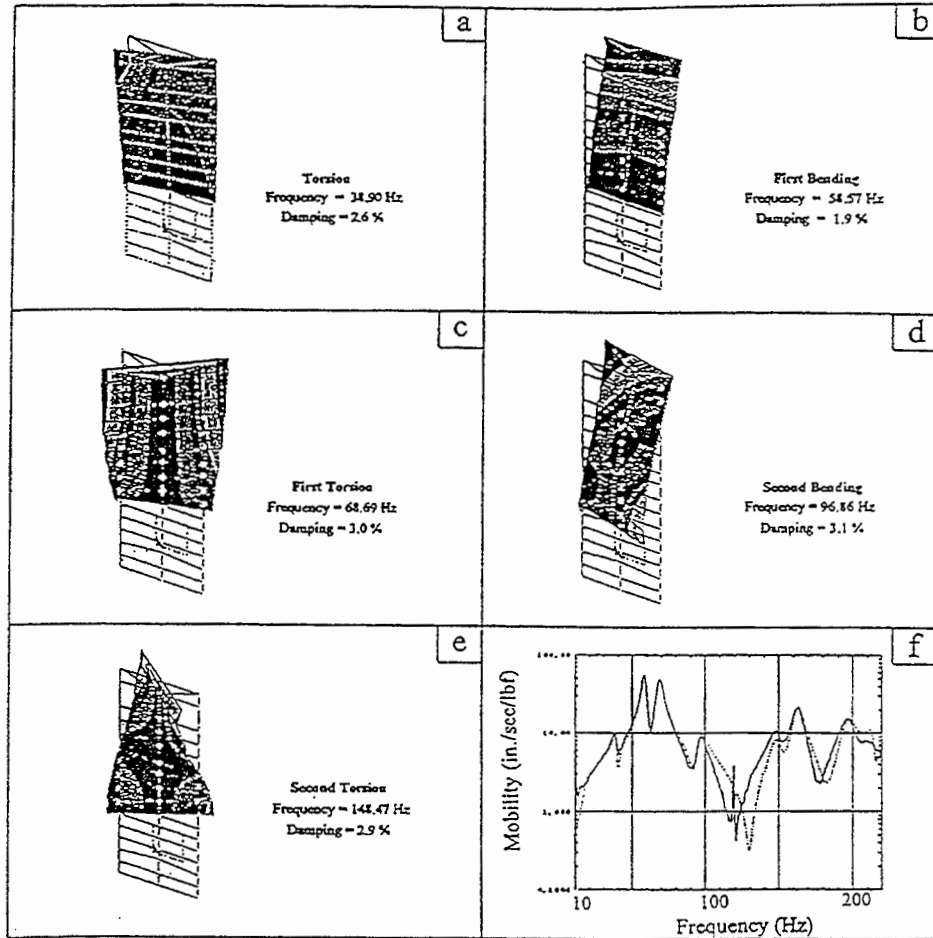 a
Torsion
Frequency = 38.90 Hz
Damping = 2.6 %
b
First Bending
Frequency = 58.57 Hz
Damping = 1.9 %
c
First Torsion
Frequency = 68.69 Hz
Damping = 3.0 %
d
Second Bending
Frequency = 96.86 Hz
Damping = 3.1 %
e
Second Torsion
Frequency = 148.47 Hz
Damping = 2.9 %
f
Mobility (in./sec/lbf)
10 100 200
Frequency (Hz)